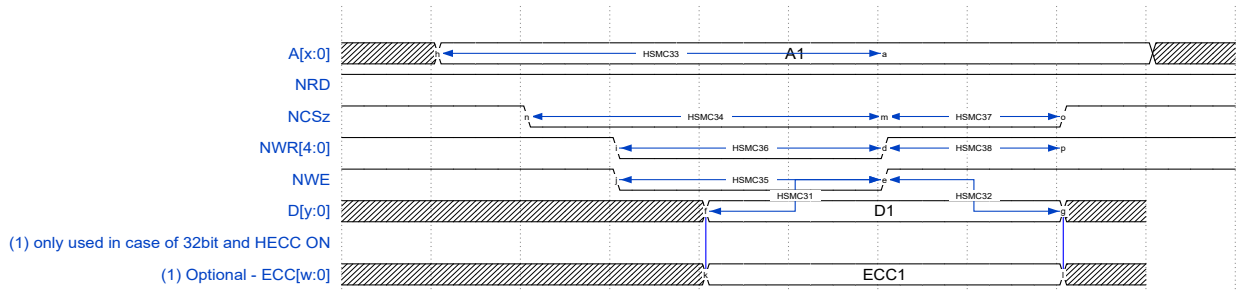 A[x:0] h HSMC33 A1 a
NRD
NCSz n HSMC34 m HSMC37 o
NWR[4:0] i HSMC36 d HSMC38 p
NWE j HSMC35 e
HSMC31 HSMC32
D[y:0] f D1 g
(1) only used in case of 32bit and HECC ON
(1) Optional - ECC[w:0] k ECC1 l